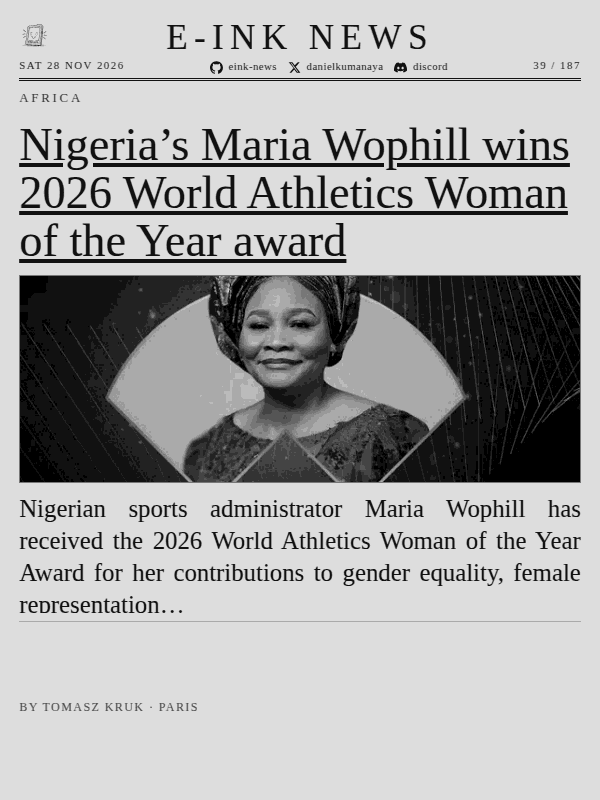 E-INK NEWS
SAT 28 NOV 2026 eink-news danielkumanaya discord 39 / 187
AFRICA
Nigeria’s Maria Wophill wins
2026 World Athletics Woman
of the Year award
Nigerian sports administrator Maria Wophill has
received the 2026 World Athletics Woman of the Year
Award for her contributions to gender equality, female
representation…
BY TOMASZ KRUK · PARIS